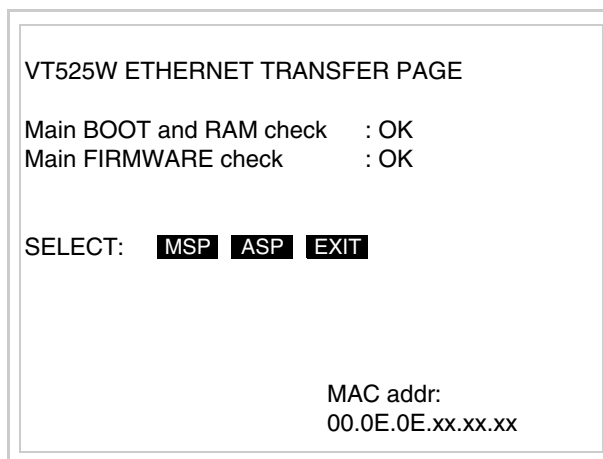 VT525W ETHERNET TRANSFER PAGE
Main BOOT and RAM check : OK
Main FIRMWARE check : OK
SELECT: MSP ASP EXIT
MAC addr:
00.0E.0E.xx.xx.xx